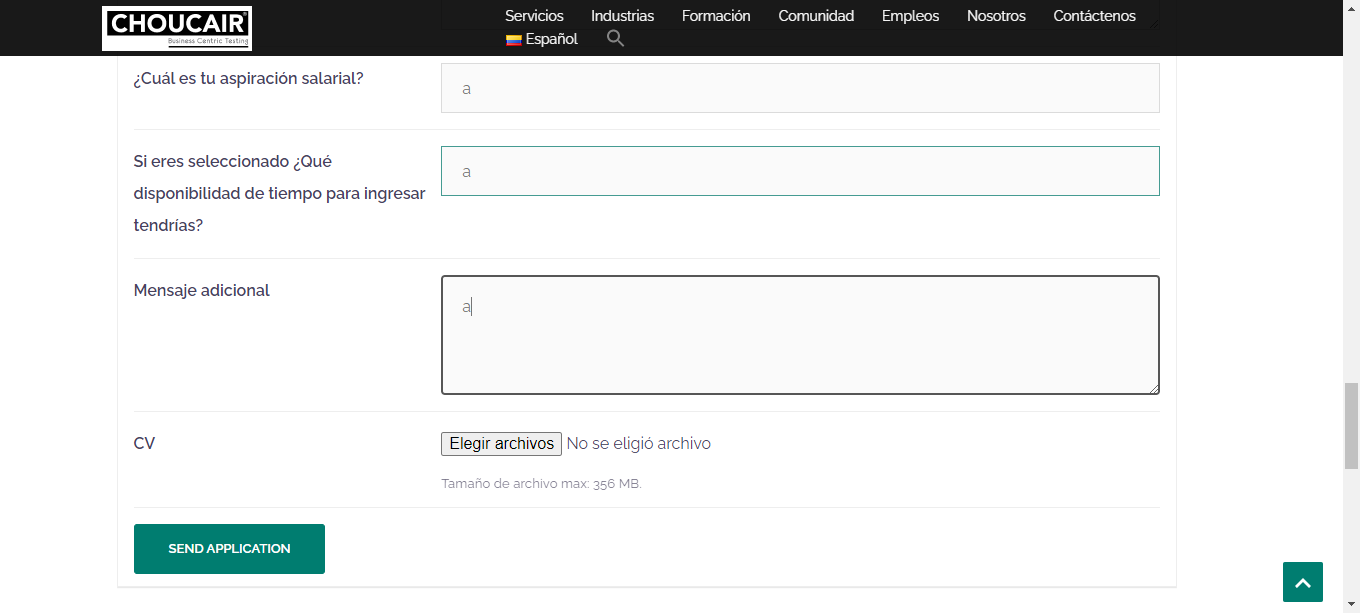 CHOUCAIR®
Business Centric Testing
Servicios Industrias Formación Comunidad Empleos Nosotros Contáctenos
Español
¿Cuál es tu aspiración salarial?
a
Si eres seleccionado ¿Qué
disponibilidad de tiempo para ingresar
tendrías?
a
Mensaje adicional
a
CV
Elegir archivos No se eligió archivo
Tamaño de archivo max: 356 MB.
SEND APPLICATION